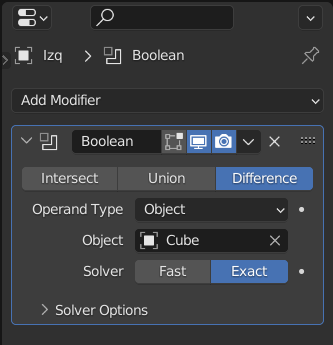 Izq > Boolean
Add Modifier
Boolean
Intersect Union Difference
Operand Type Object
Object Cube
Solver Fast Exact
Solver Options